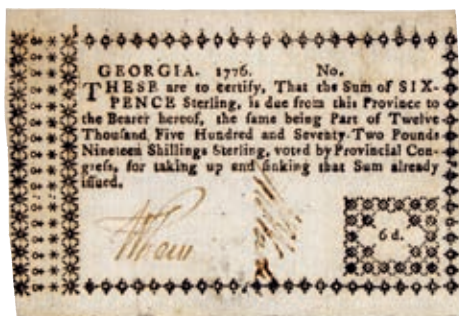 GEORGIA. 1776. No.
THESE are to certify, That the Sum of SIX-
PENCE Sterling, is due from this Province to
the Bearer hereof, the same being Part of Twelve
Thousand Five Hundred and Seventy-Two Pounds
Nineteen Shillings Sterling, voted by Provincial Con-
gress, for taking up and sinking that Sum already
issued.
6 d.